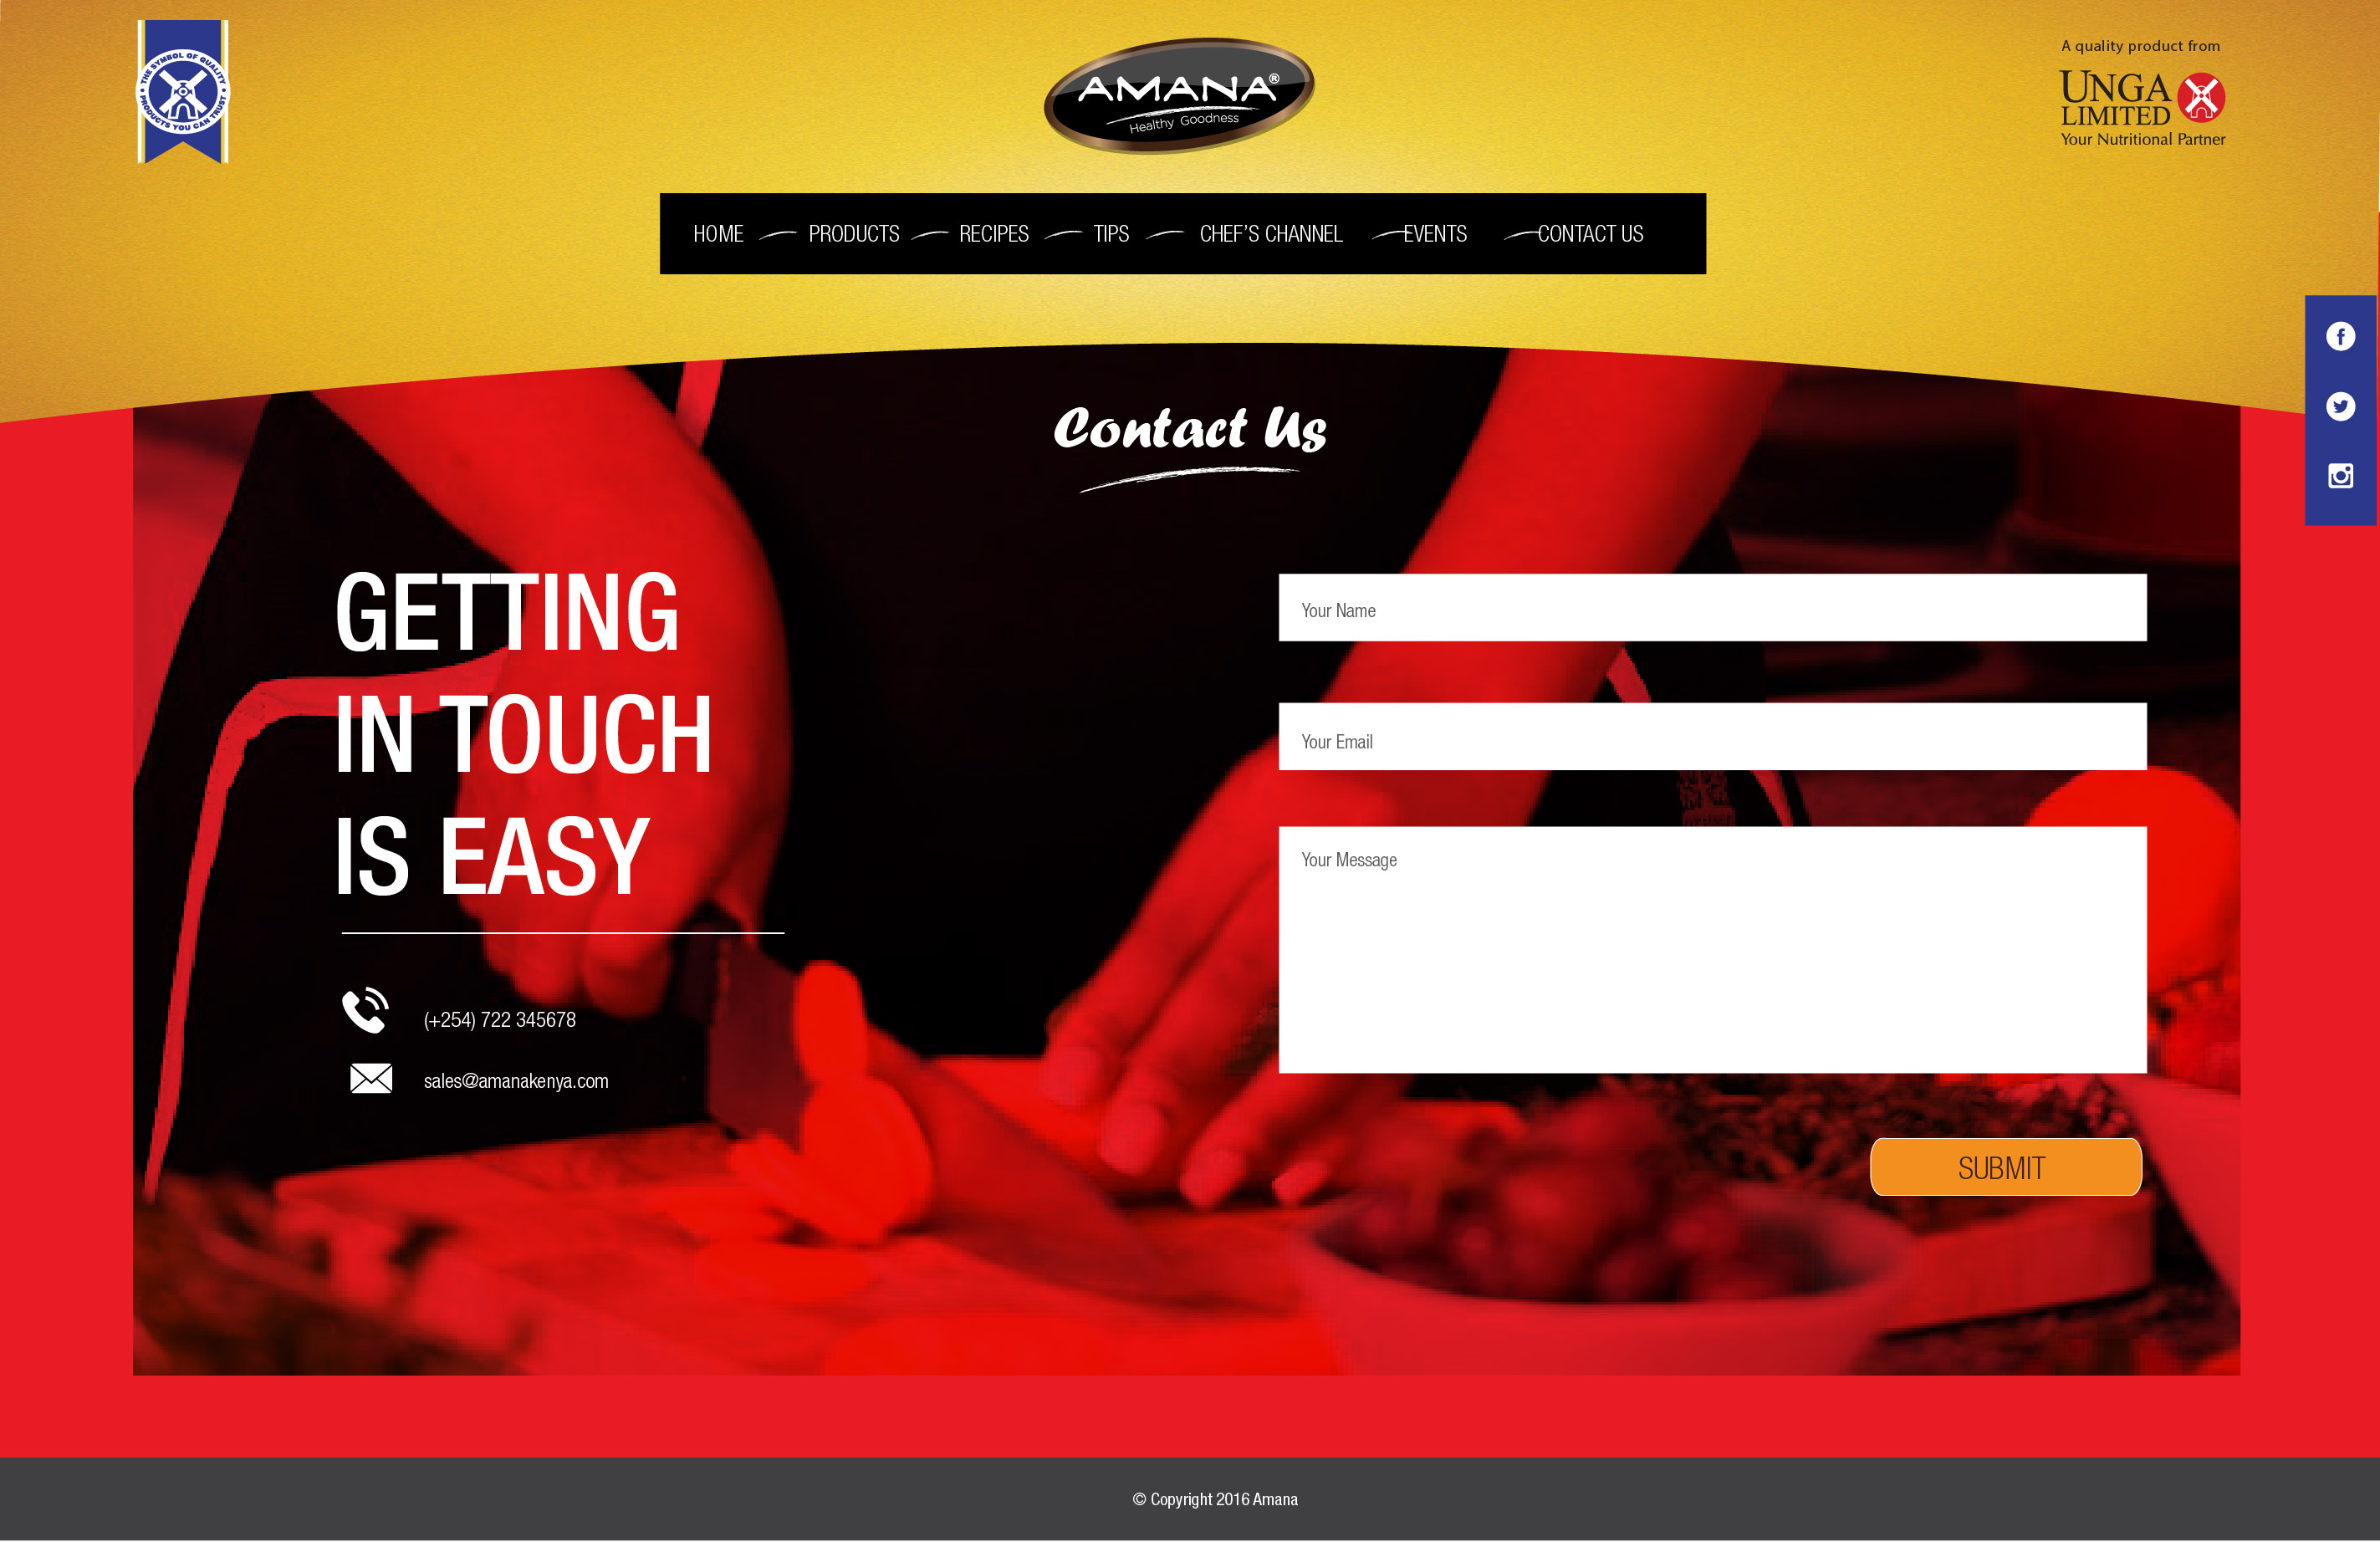 THE SYMBOL OF QUALITY
PRODUCTS YOU CAN TRUST
AMANA®
Healthy Goodness
A quality product from
UNGA
LIMITED
Your Nutritional Partner
HOME PRODUCTS RECIPES TIPS CHEF'S CHANNEL EVENTS CONTACT US
Contact Us
GETTING
IN TOUCH
IS EASY
(+254) 722 345678
sales@amanakenya.com
Your Name
Your Email
Your Message
SUBMIT
© Copyright 2016 Amana